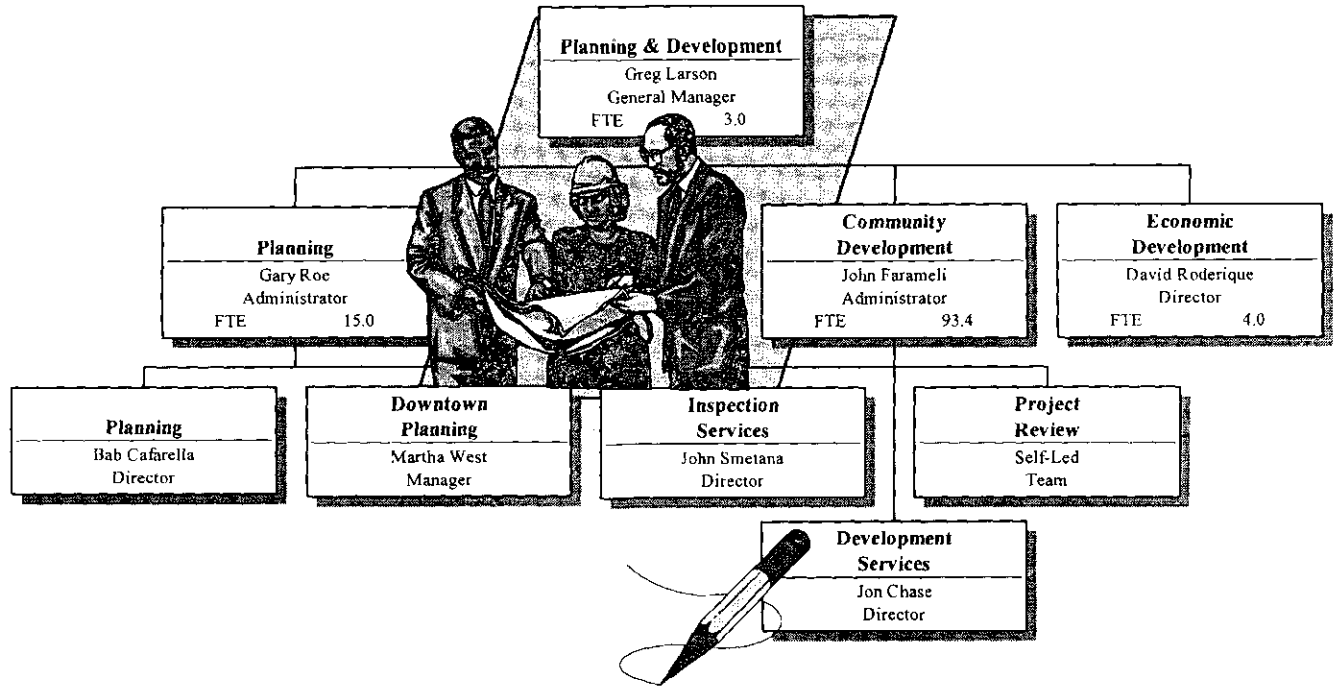 Planning & Development
Greg Larson
General Manager
FTE 3.0
Planning
Gary Roe
Administrator
FTE 15.0
Community
Development
John Farameli
Administrator
FTE 93.4
Economic
Development
David Roderique
Director
FTE 4.0
Planning
Bab Cafarella
Director
Downtown
Planning
Martha West
Manager
Inspection
Services
John Smetana
Director
Project
Review
Self-Led
Team
Development
Services
Jon Chase
Director